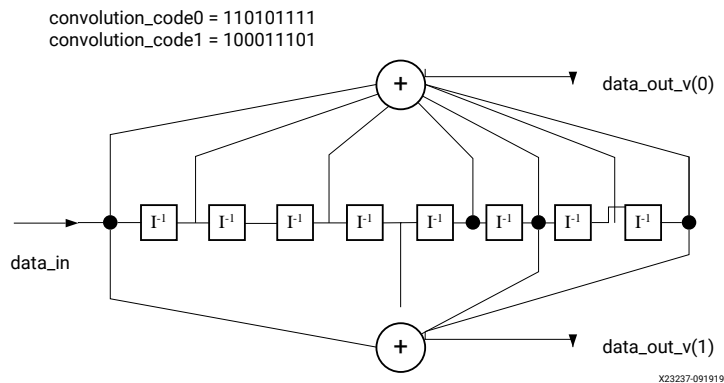 convolution_code0 = 110101111
convolution_code1 = 100011101
+
data_out_v(0)
I-1 I-1 I-1 I-1 I-1 I-1 I-1 I-1
data_in
+
data_out_v(1)
X23237-091919